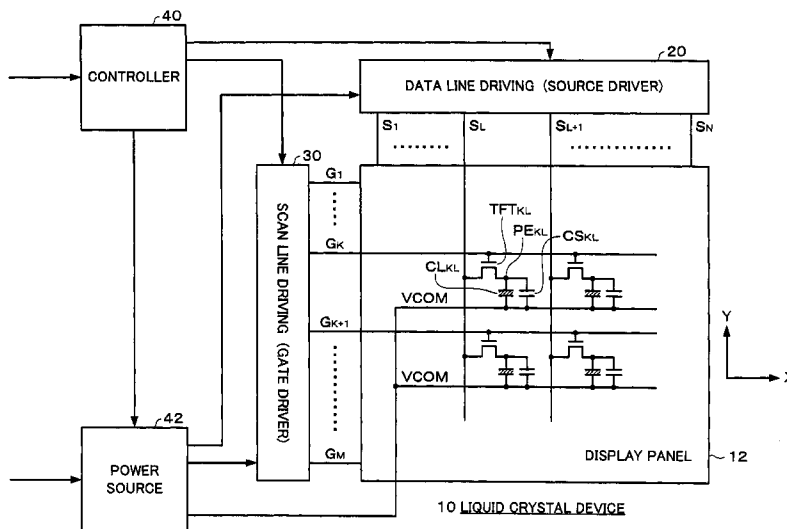 40
CONTROLLER
20
DATA LINE DRIVING (SOURCE DRIVER)
S1 SL SL+1 SN
30
SCAN LINE DRIVING (GATE DRIVER)
G1
TFTKL
PEKL
CSKL
GK
CLKL
VCOM
GK+1
VCOM
Y
X
42
POWER SOURCE
GM
DISPLAY PANEL
12
10 LIQUID CRYSTAL DEVICE